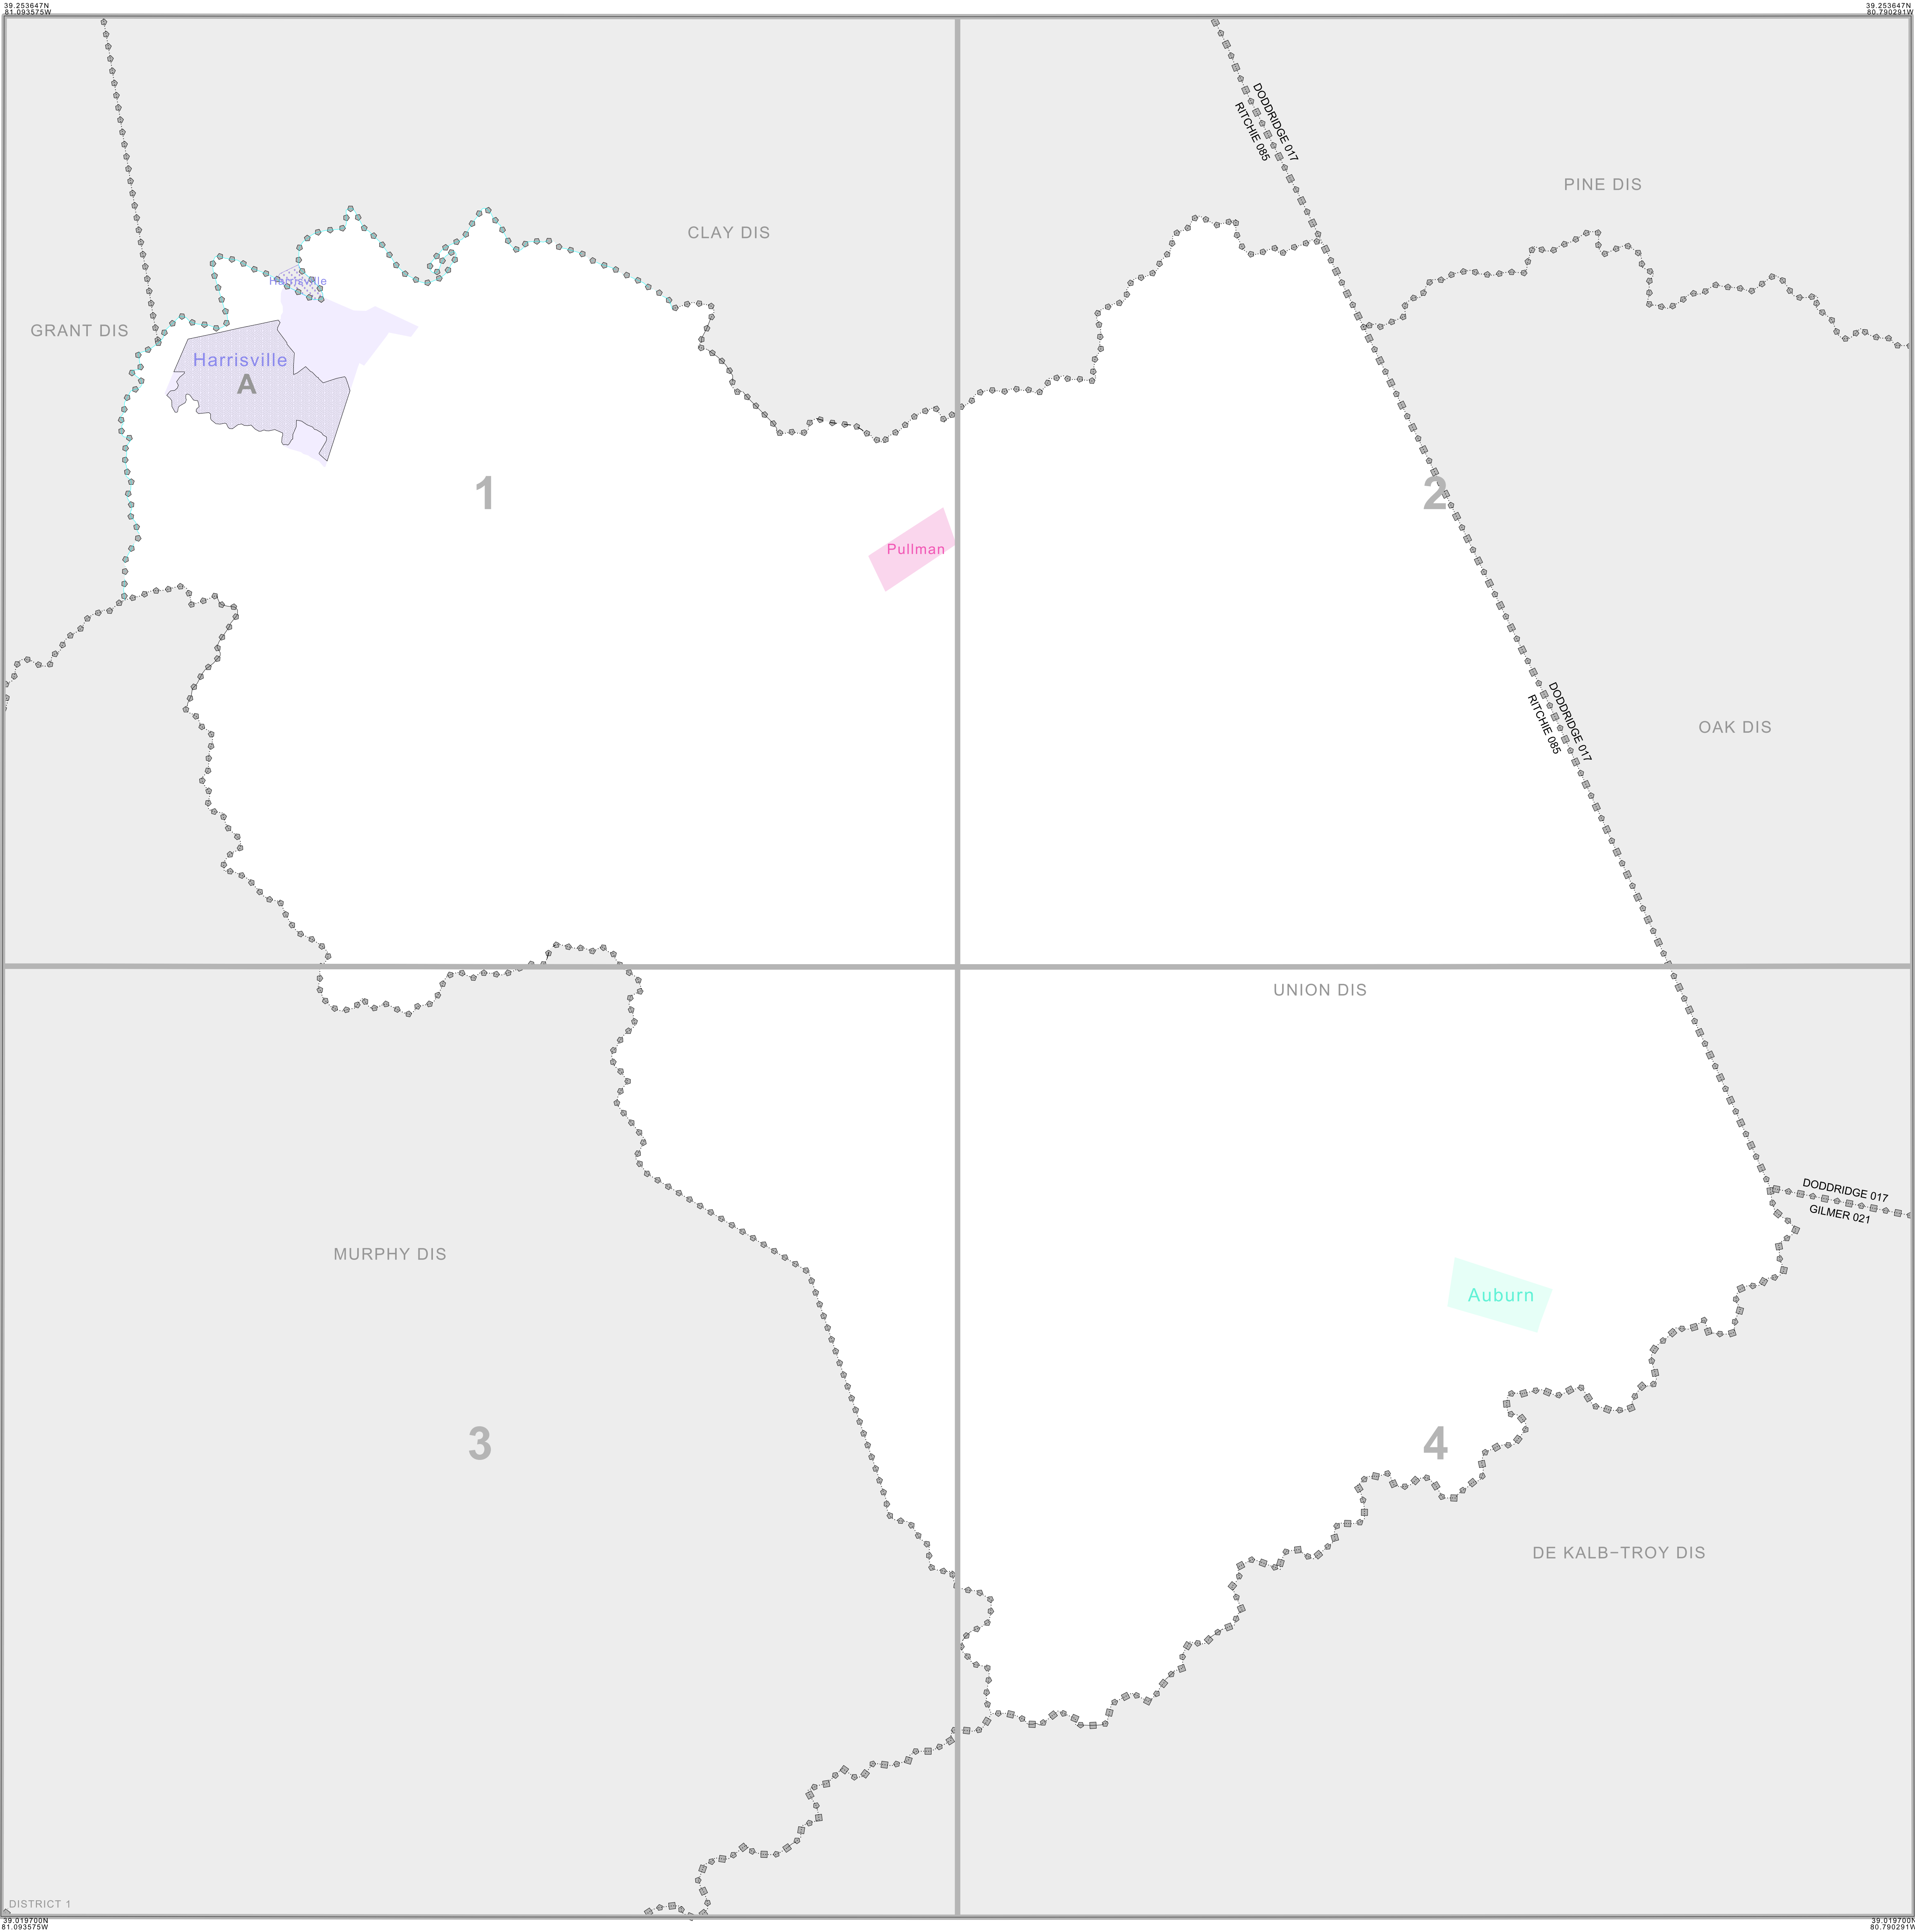 39.253647N
81.093575W
39.253647N
80.790291W
DODDRIDGE 017
RITCHIE 085
PINE DIS
CLAY DIS
Harrisville
GRANT DIS
Harrisville
A
1
2
Pullman
DODDRIDGE 017
RITCHIE 085
OAK DIS
UNION DIS
DODDRIDGE 017
GILMER 021
MURPHY DIS
Auburn
3
4
DE KALB-TROY DIS
DISTRICT 1
39.019700N
81.093575W
39.019700N
80.790291W